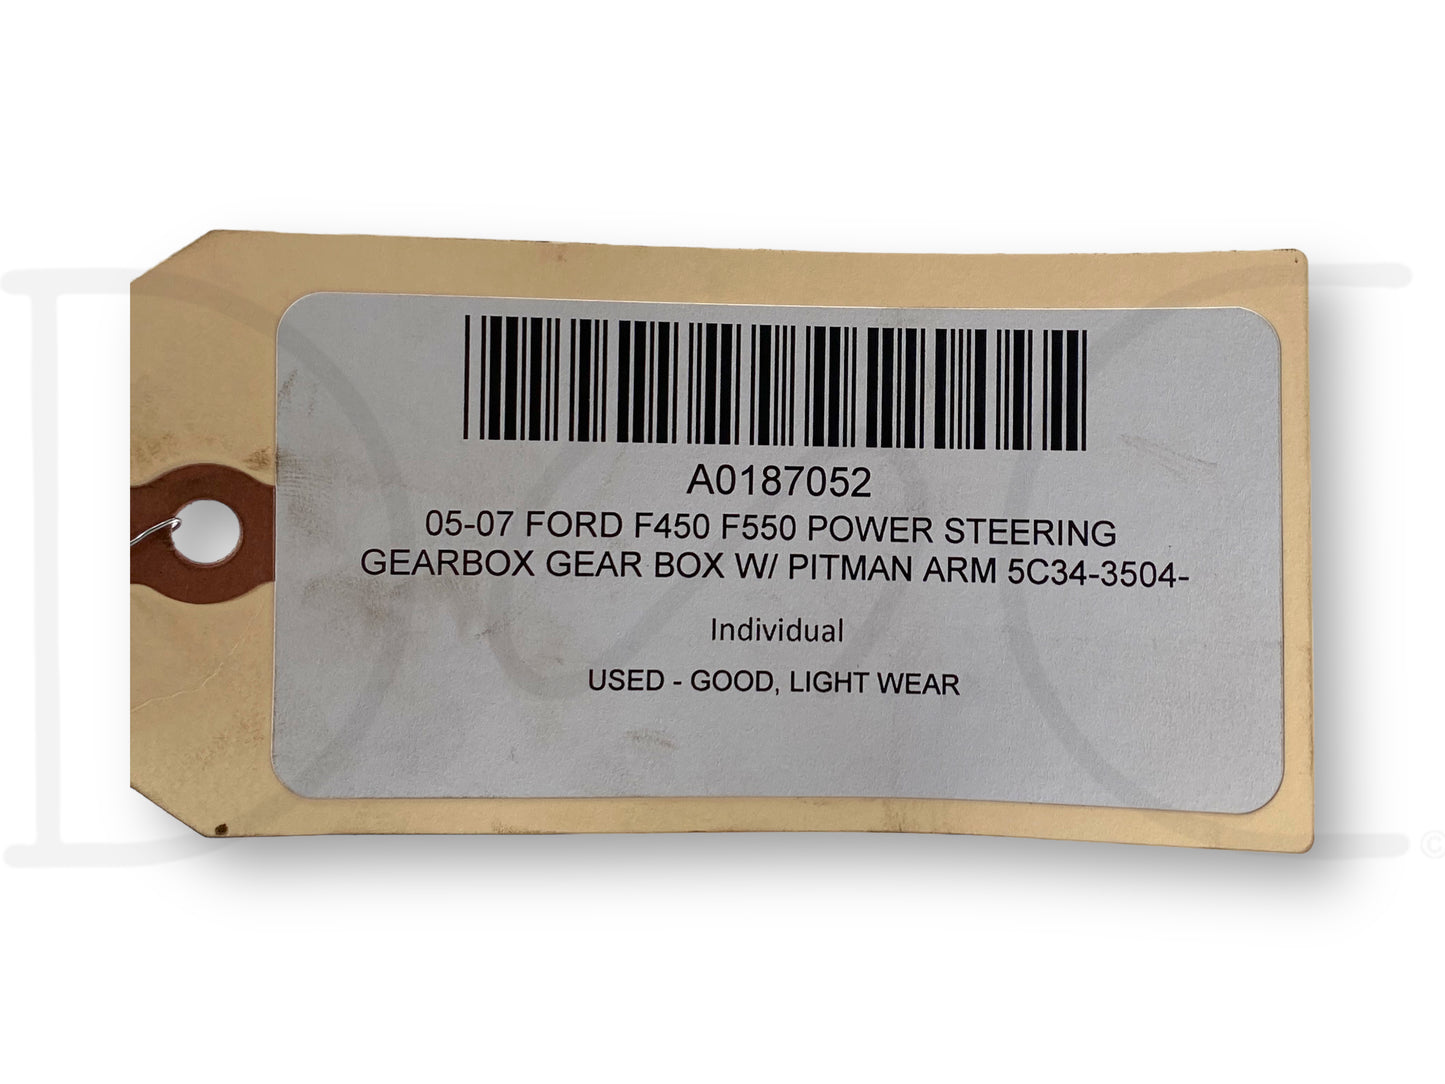 A0187052
05-07 FORD F450 F550 POWER STEERING
GEARBOX GEAR BOX W/ PITMAN ARM 5C34-3504-
Individual
USED - GOOD, LIGHT WEAR
©